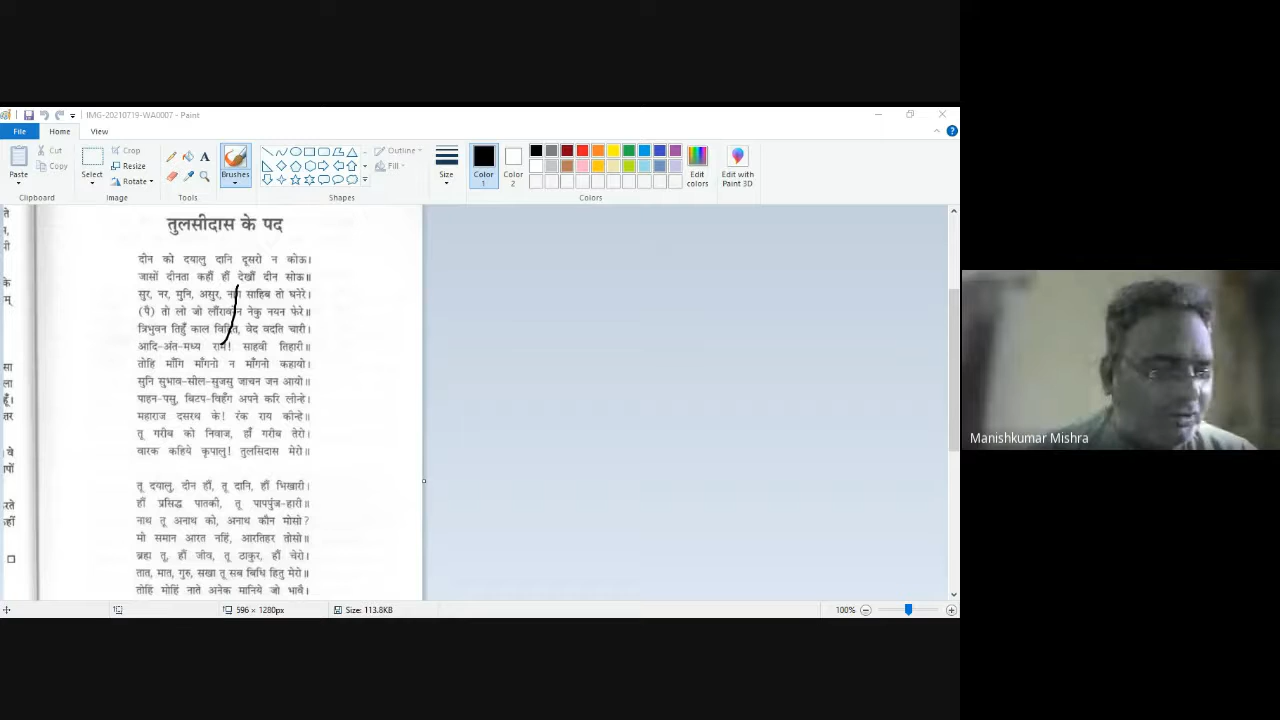 IMG-20210719-WA0007 - Paint
File Home View
Paste
Cut
Copy
Clipboard
Select
Crop
Resize
Rotate
Image
Tools
Brushes
Shapes
Outline
Fill
Size
Color 1
Color 2
Edit colors
Colors
Edit with Paint 3D
तुलसीदास के पद
दीन को दयालु दानि दूसरो न कोऊ।
जासों दीनता कहौं हौं देखौं दीन सोऊ॥
सुर, नर, मुनि, असुर, साहिब तो घनेरे।
(पै) तो लो जो नेकु नयन फेरे॥
त्रिभुवन तिहुँ काल बेद बदति चारी।
आदि-अंत-मध्य राम! साहबी तिहारी॥
तोहि माँगि माँगनो न माँगनो कहायो।
सुनि सुभाव-सील-सुजसु जाचन जन आयो॥
पाहन-पसु, बिटप-बिहँग अपने करि लीन्हे।
महाराज दसरथ के! रंक राय कीन्हे॥
तू गरीब को निवाज, हौं गरीब तेरो।
वारक कहिये कृपालु! तुलसिदास मेरो॥
तू दयालु, दीन हौं, तू दानि, हौं भिखारी।
हौं प्रसिद्ध पातकी, तू पापपुंज-हारी॥
नाथ तू अनाथ को, अनाथ कौन मोसो?
मो समान आरत नहिं, आरतिहर तोसो॥
ब्रह्म तू, हौं जीव, तू ठाकुर, हौं चेरो।
तात, मात, गुरु, सखा तू सब बिधि हितु मेरो॥
तोहिं मोहिं नाते अनेक मानिये जो भावै।
596 × 1280px
Size: 113.8KB
100%
Manishkumar Mishra